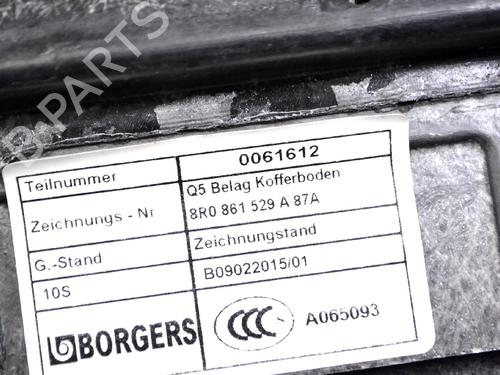 B-PARTS
Teilnummer 0061612
Zeichnungs - Nr Q5 Belag Kofferboden
8R0 861 529 A 87A
G.-Stand Zeichnungstand
10S B09022015/01
BORGERS CCC A065093